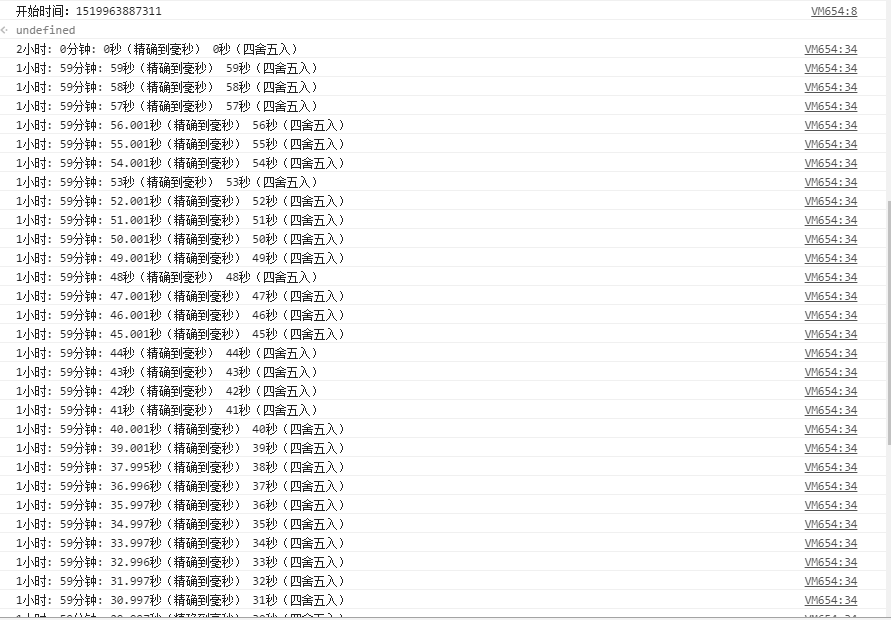 开始时间: 1519963887311 VM654:8
undefined
2小时: 0分钟: 0秒（精确到毫秒） 0秒（四舍五入） VM654:34
1小时: 59分钟: 59秒（精确到毫秒） 59秒（四舍五入） VM654:34
1小时: 59分钟: 58秒（精确到毫秒） 58秒（四舍五入） VM654:34
1小时: 59分钟: 57秒（精确到毫秒） 57秒（四舍五入） VM654:34
1小时: 59分钟: 56.001秒（精确到毫秒） 56秒（四舍五入） VM654:34
1小时: 59分钟: 55.001秒（精确到毫秒） 55秒（四舍五入） VM654:34
1小时: 59分钟: 54.001秒（精确到毫秒） 54秒（四舍五入） VM654:34
1小时: 59分钟: 53秒（精确到毫秒） 53秒（四舍五入） VM654:34
1小时: 59分钟: 52.001秒（精确到毫秒） 52秒（四舍五入） VM654:34
1小时: 59分钟: 51.001秒（精确到毫秒） 51秒（四舍五入） VM654:34
1小时: 59分钟: 50.001秒（精确到毫秒） 50秒（四舍五入） VM654:34
1小时: 59分钟: 49.001秒（精确到毫秒） 49秒（四舍五入） VM654:34
1小时: 59分钟: 48秒（精确到毫秒） 48秒（四舍五入） VM654:34
1小时: 59分钟: 47.001秒（精确到毫秒） 47秒（四舍五入） VM654:34
1小时: 59分钟: 46.001秒（精确到毫秒） 46秒（四舍五入） VM654:34
1小时: 59分钟: 45.001秒（精确到毫秒） 45秒（四舍五入） VM654:34
1小时: 59分钟: 44秒（精确到毫秒） 44秒（四舍五入） VM654:34
1小时: 59分钟: 43秒（精确到毫秒） 43秒（四舍五入） VM654:34
1小时: 59分钟: 42秒（精确到毫秒） 42秒（四舍五入） VM654:34
1小时: 59分钟: 41秒（精确到毫秒） 41秒（四舍五入） VM654:34
1小时: 59分钟: 40.001秒（精确到毫秒） 40秒（四舍五入） VM654:34
1小时: 59分钟: 39.001秒（精确到毫秒） 39秒（四舍五入） VM654:34
1小时: 59分钟: 37.995秒（精确到毫秒） 38秒（四舍五入） VM654:34
1小时: 59分钟: 36.996秒（精确到毫秒） 37秒（四舍五入） VM654:34
1小时: 59分钟: 35.997秒（精确到毫秒） 36秒（四舍五入） VM654:34
1小时: 59分钟: 34.997秒（精确到毫秒） 35秒（四舍五入） VM654:34
1小时: 59分钟: 33.997秒（精确到毫秒） 34秒（四舍五入） VM654:34
1小时: 59分钟: 32.996秒（精确到毫秒） 33秒（四舍五入） VM654:34
1小时: 59分钟: 31.997秒（精确到毫秒） 32秒（四舍五入） VM654:34
1小时: 59分钟: 30.997秒（精确到毫秒） 31秒（四舍五入） VM654:34